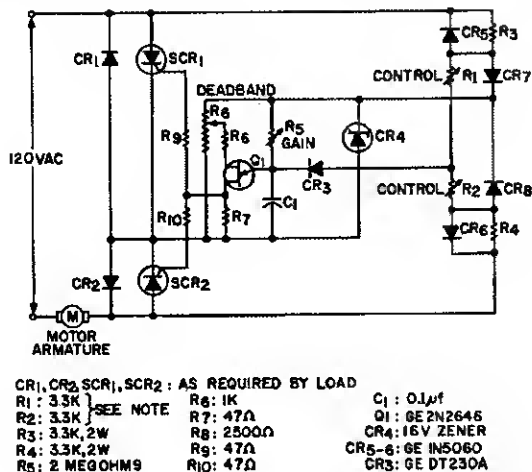 CR1
SCR1
CR5
R3
DEADBAND
CONTROL
R1
CR7
R8
R6
R5
GAIN
CR4
R9
120VAC
Q1
CR3
CONTROL
R2
CR8
R10
R7
C1
CR6
R4
CR2
SCR2
M
MOTOR
ARMATURE
CR1, CR2, SCR1, SCR2: AS REQUIRED BY LOAD
R1: 3.3K
R2: 3.3K
SEE NOTE
R3: 3.3K, 2W
R4: 3.3K, 2W
R5: 2 MEGOHMS
R6: 1K
R7: 47Ω
R8: 2500Ω
R9: 47Ω
R10: 47Ω
C1: 0.1µf
Q1: GE 2N2646
CR4: 16V ZENER
CR5-6: GE IN5060
CR3: GE DT230A